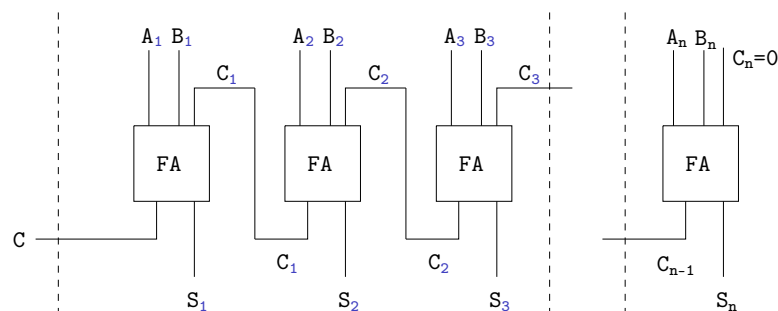 A₁ B₁ A₂ B₂ A₃ B₃ Aₙ Bₙ
C₁ C₂ C₃ Cₙ=0
FA FA FA FA
C C₁ C₂ Cₙ₋₁
S₁ S₂ S₃ Sₙ